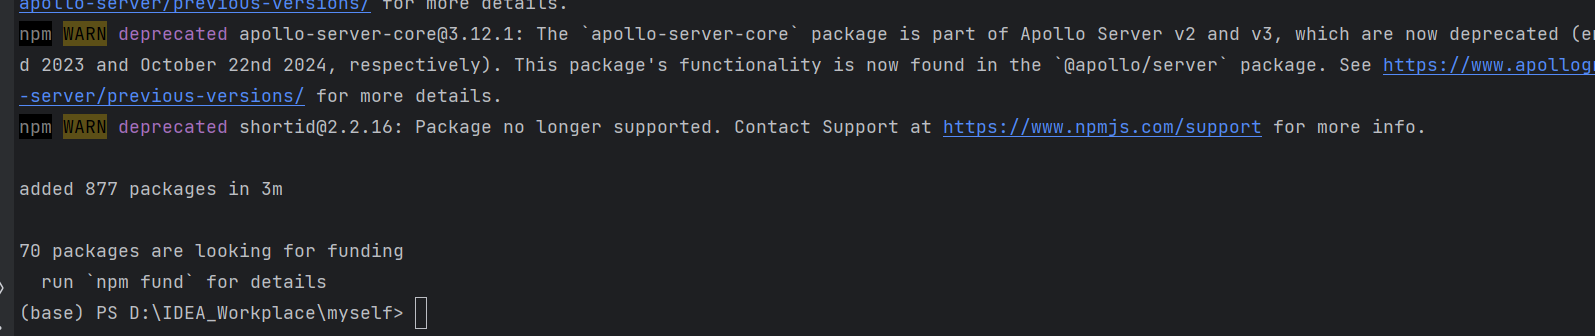 apollo-server/previous-versions/ for more details.
npm WARN deprecated apollo-server-core@3.12.1: The `apollo-server-core` package is part of Apollo Server v2 and v3, which are now deprecated (en
d 2023 and October 22nd 2024, respectively). This package's functionality is now found in the `@apollo/server` package. See https://www.apollogr
-server/previous-versions/ for more details.
npm WARN deprecated shortid@2.2.16: Package no longer supported. Contact Support at https://www.npmjs.com/support for more info.
added 877 packages in 3m
70 packages are looking for funding
run `npm fund` for details
(base) PS D:\IDEA_Workplace\myself>